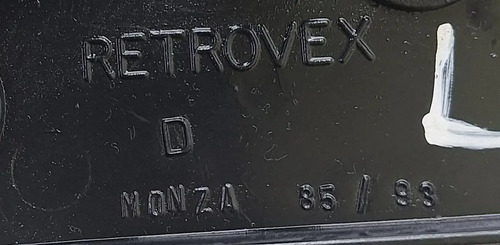 RETROVEX
L
D
MONZA 85/93